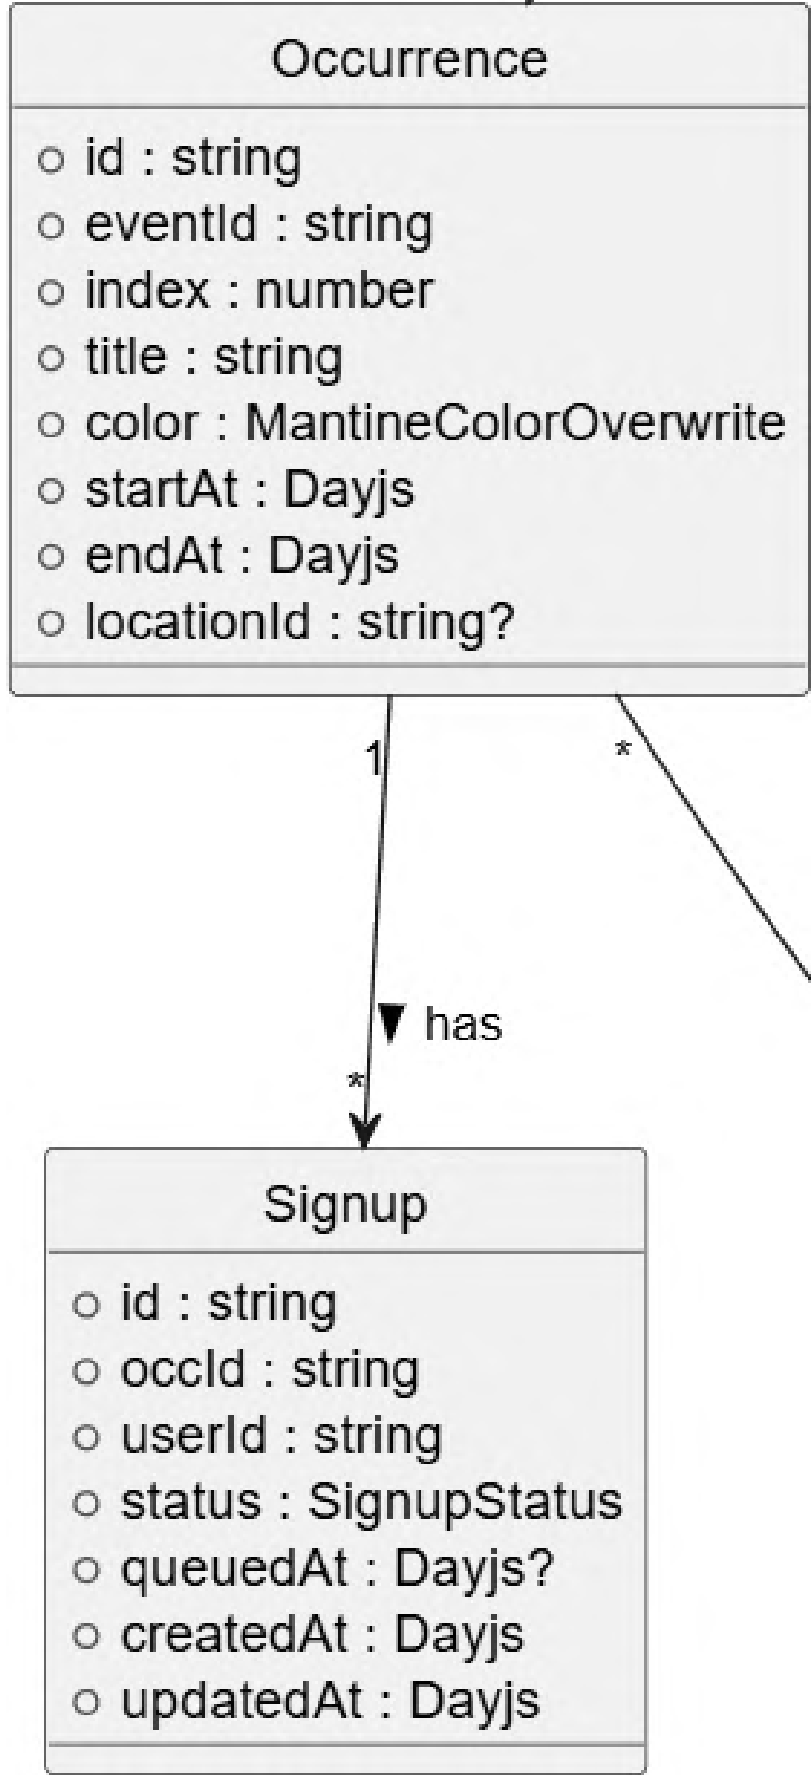 Occurrence
id : string
eventId : string
index : number
title : string
color : MantineColorOverwrite
startAt : Dayjs
endAt : Dayjs
locationId : string?
1
*
has
*
Signup
id : string
occId : string
userId : string
status : SignupStatus
queuedAt : Dayjs?
createdAt : Dayjs
updatedAt : Dayjs